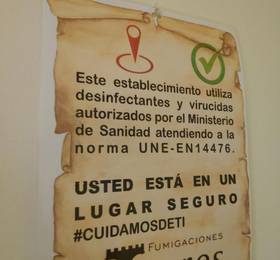 Este establecimiento utiliza
desinfectantes y virucidas
autorizados por el Ministerio
de Sanidad atendiendo a la
norma UNE-EN14476.
USTED ESTÁ EN UN
LUGAR SEGURO
#CUIDAMOSDETI
FUMIGACIONES